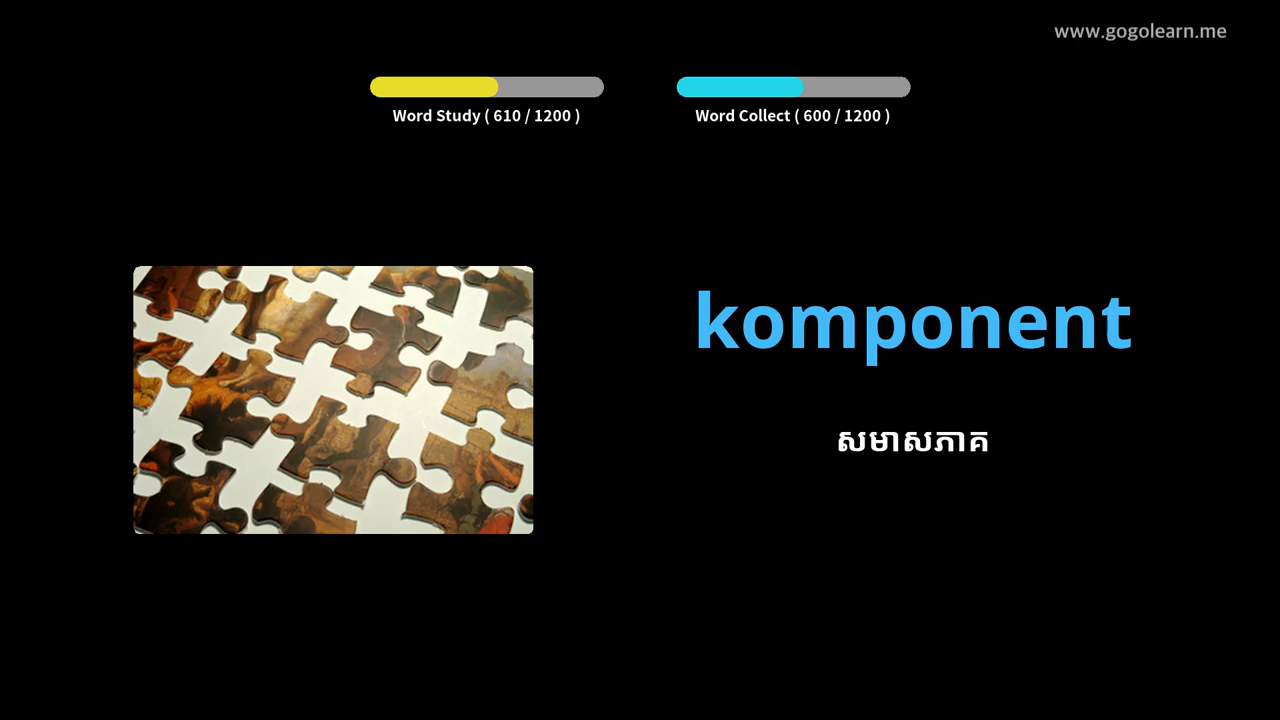 www.gogolearn.me
Word Study ( 610 / 1200 )
Word Collect ( 600 / 1200 )
komponent
សមាសភាគ